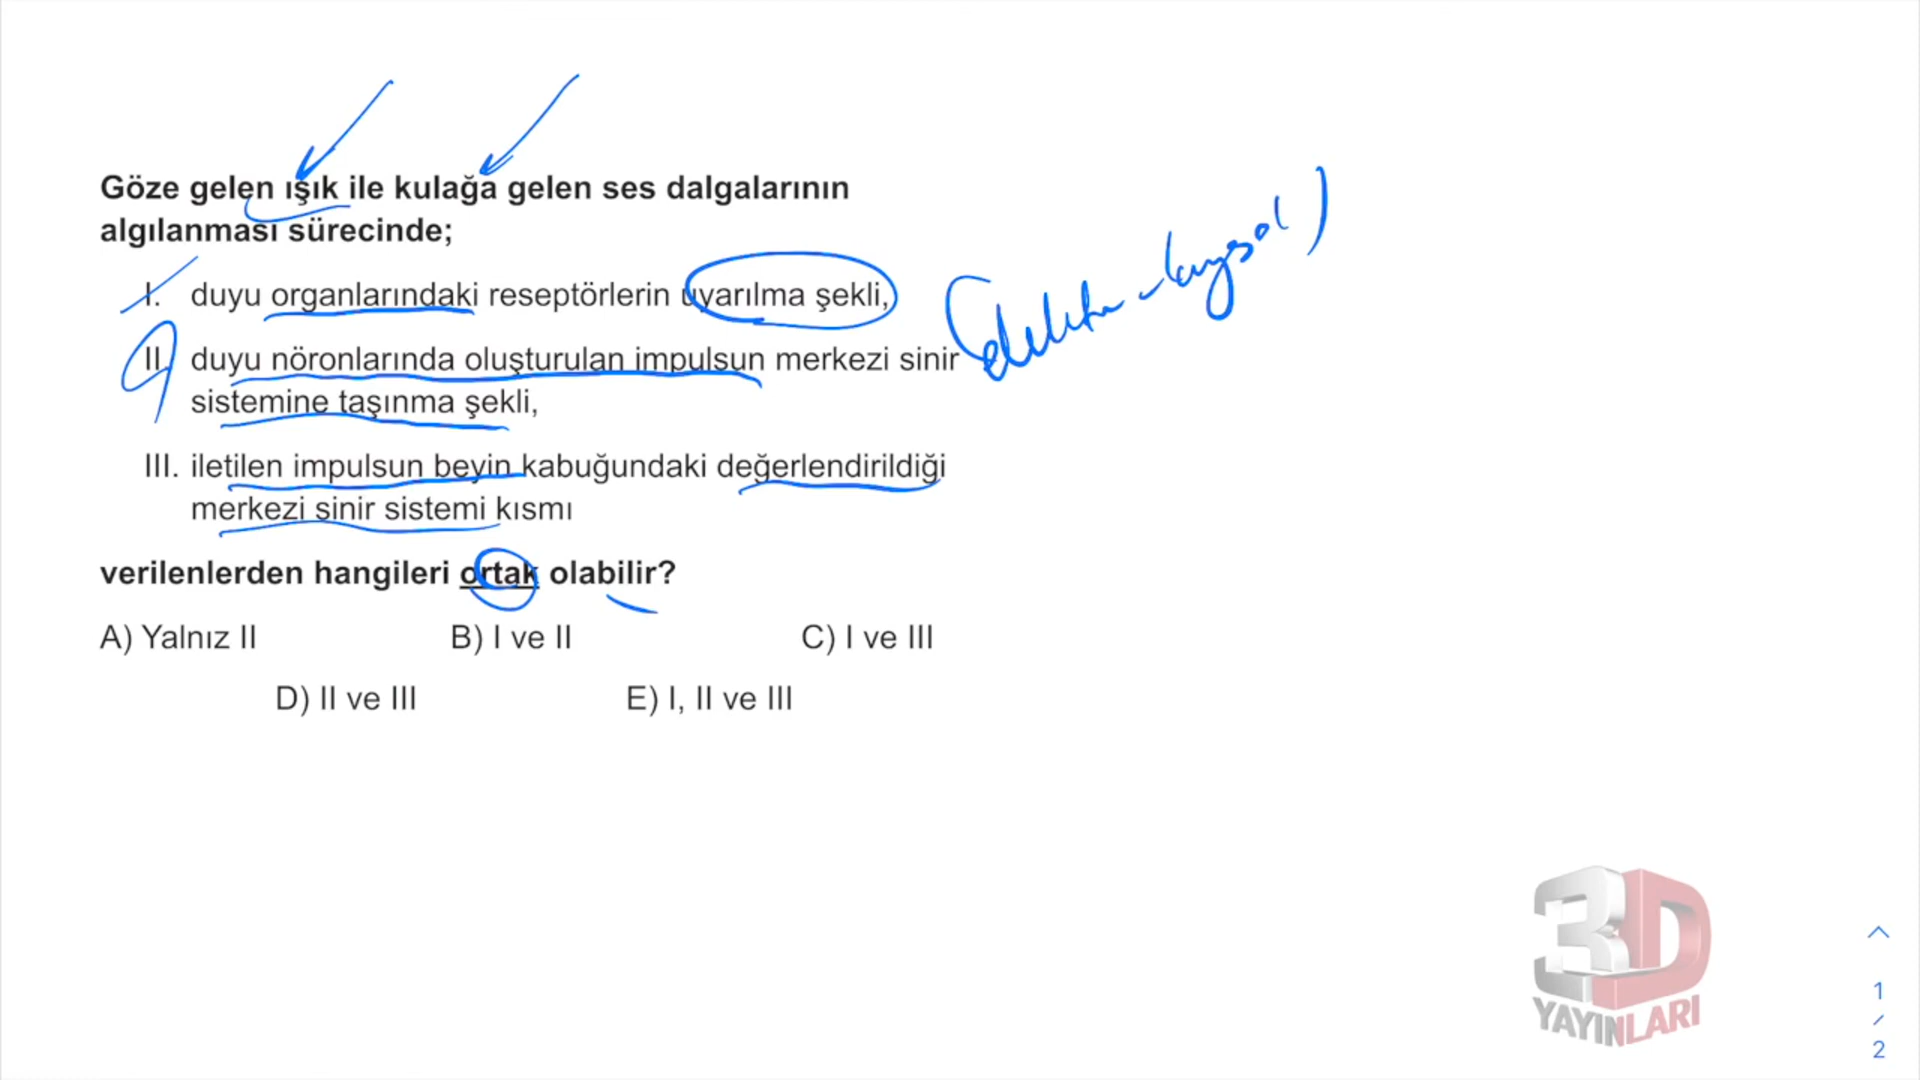 Göze gelen ışık ile kulağa gelen ses dalgalarının
algılanması sürecinde;
I. duyu organlarındaki reseptörlerin uyarılma şekli,
II. duyu nöronlarında oluşturulan impulsun merkezi sinir
sistemine taşınma şekli,
III. iletilen impulsun beyin kabuğundaki değerlendirildiği
merkezi sinir sistemi kısmı
verilenlerden hangileri ortak olabilir?
A) Yalnız II B) I ve II C) I ve III
D) II ve III E) I, II ve III
3D
YAYINLARI
1
/
2